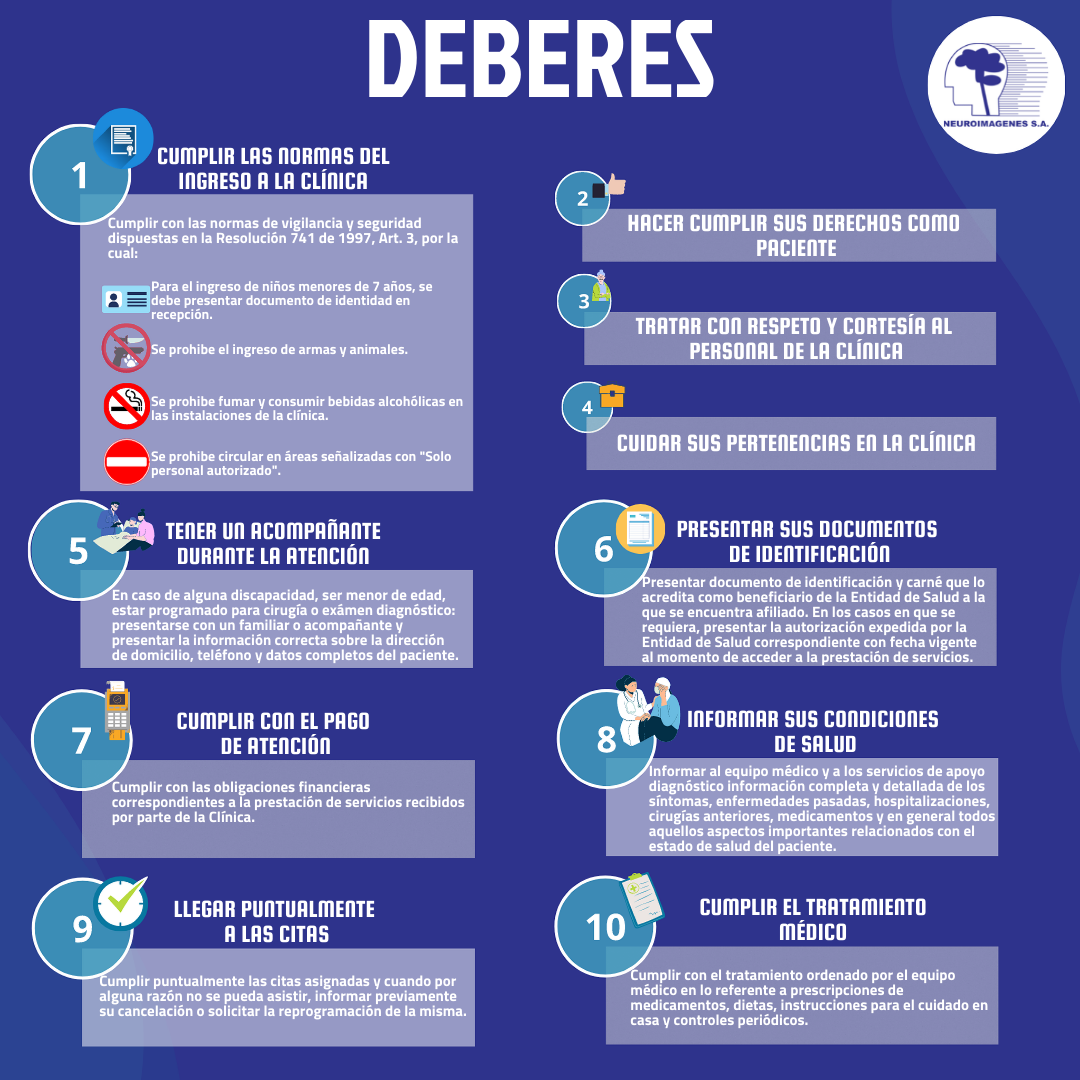 DEBERES
NEUROIMAGENES S.A.
1
CUMPLIR LAS NORMAS DEL
INGRESO A LA CLÍNICA
Cumplir con las normas de vigilancia y seguridad
dispuestas en la Resolución 741 de 1997, Art. 3, por la
cual:
Para el ingreso de niños menores de 7 años, se
debe presentar documento de identidad en
recepción.
Se prohibe el ingreso de armas y animales.
Se prohibe fumar y consumir bebidas alcohólicas en
las instalaciones de la clínica.
Se prohibe circular en áreas señalizadas con "Solo
personal autorizado".
2
HACER CUMPLIR SUS DERECHOS COMO
PACIENTE
3
TRATAR CON RESPETO Y CORTESÍA AL
PERSONAL DE LA CLÍNICA
4
CUIDAR SUS PERTENENCIAS EN LA CLÍNICA
5
TENER UN ACOMPAÑANTE
DURANTE LA ATENCIÓN
En caso de alguna discapacidad, ser menor de edad,
estar programado para cirugía o exámen diagnóstico:
presentarse con un familiar o acompañante y
presentar la información correcta sobre la dirección
de domicilio, teléfono y datos completos del paciente.
6
PRESENTAR SUS DOCUMENTOS
DE IDENTIFICACIÓN
Presentar documento de identificación y carné que lo
acredita como beneficiario de la Entidad de Salud a la
que se encuentra afiliado. En los casos en que se
requiera, presentar la autorización expedida por la
Entidad de Salud correspondiente con fecha vigente
al momento de acceder a la prestación de servicios.
7
CUMPLIR CON EL PAGO
DE ATENCIÓN
Cumplir con las obligaciones financieras
correspondientes a la prestación de servicios recibidos
por parte de la Clínica.
8
INFORMAR SUS CONDICIONES
DE SALUD
Informar al equipo médico y a los servicios de apoyo
diagnóstico información completa y detallada de los
síntomas, enfermedades pasadas, hospitalizaciones,
cirugías anteriores, medicamentos y en general todos
aquellos aspectos importantes relacionados con el
estado de salud del paciente.
9
LLEGAR PUNTUALMENTE
A LAS CITAS
Cumplir puntualmente las citas asignadas y cuando por
alguna razón no se pueda asistir, informar previamente
su cancelación o solicitar la reprogramación de la misma.
10
CUMPLIR EL TRATAMIENTO
MÉDICO
Cumplir con el tratamiento ordenado por el equipo
médico en lo referente a prescripciones de
medicamentos, dietas, instrucciones para el cuidado en
casa y controles periódicos.